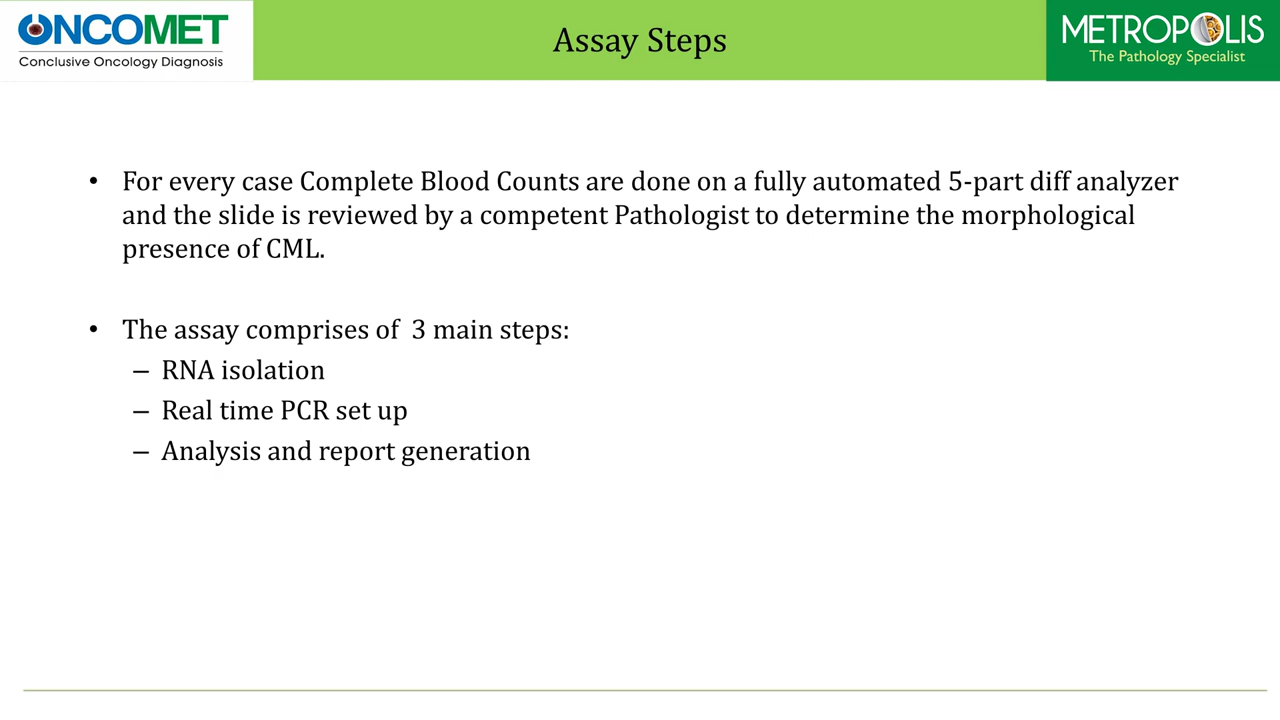 ONCOMET
Conclusive Oncology Diagnosis
Assay Steps
METROPOLIS
The Pathology Specialist
• For every case Complete Blood Counts are done on a fully automated 5-part diff analyzer
and the slide is reviewed by a competent Pathologist to determine the morphological
presence of CML.
• The assay comprises of  3 main steps:
– RNA isolation
– Real time PCR set up
– Analysis and report generation